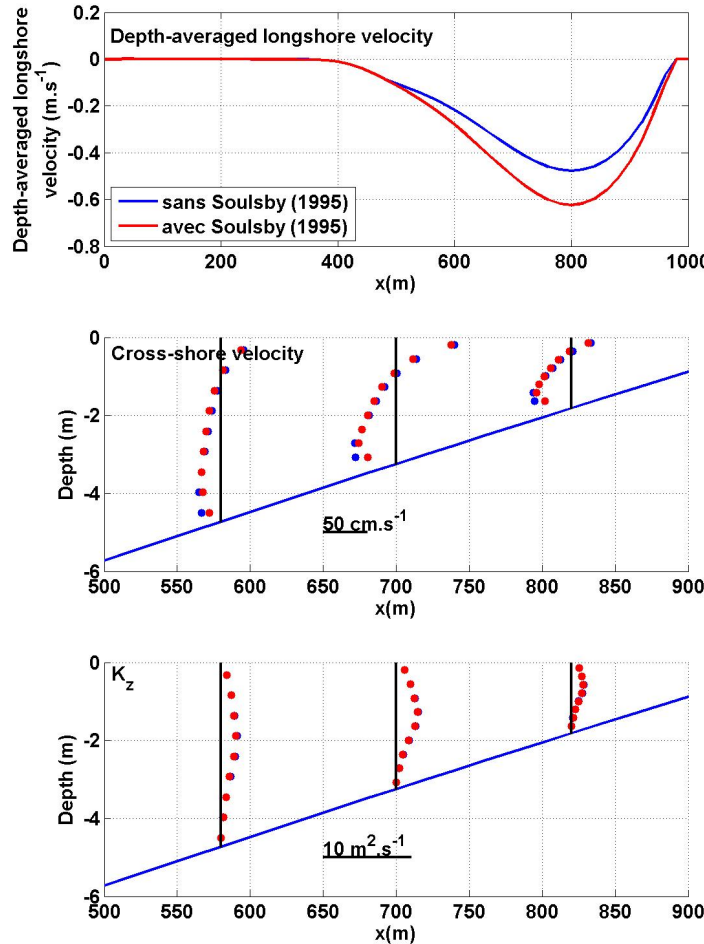 0.2
Depth-averaged longshore velocity
0
-0.2
-0.4
-0.6
-0.8
Depth-averaged longshore
velocity (m.s-1)
sans Soulsby (1995)
avec Soulsby (1995)
0 200 400 600 800 1000
x(m)
0
Cross-shore velocity
-2
-4
-6
Depth (m)
50 cm.s-1
500 550 600 650 700 750 800 850 900
x(m)
0
Kz
-2
-4
-6
Depth (m)
10 m2.s-1
500 550 600 650 700 750 800 850 900
x(m)